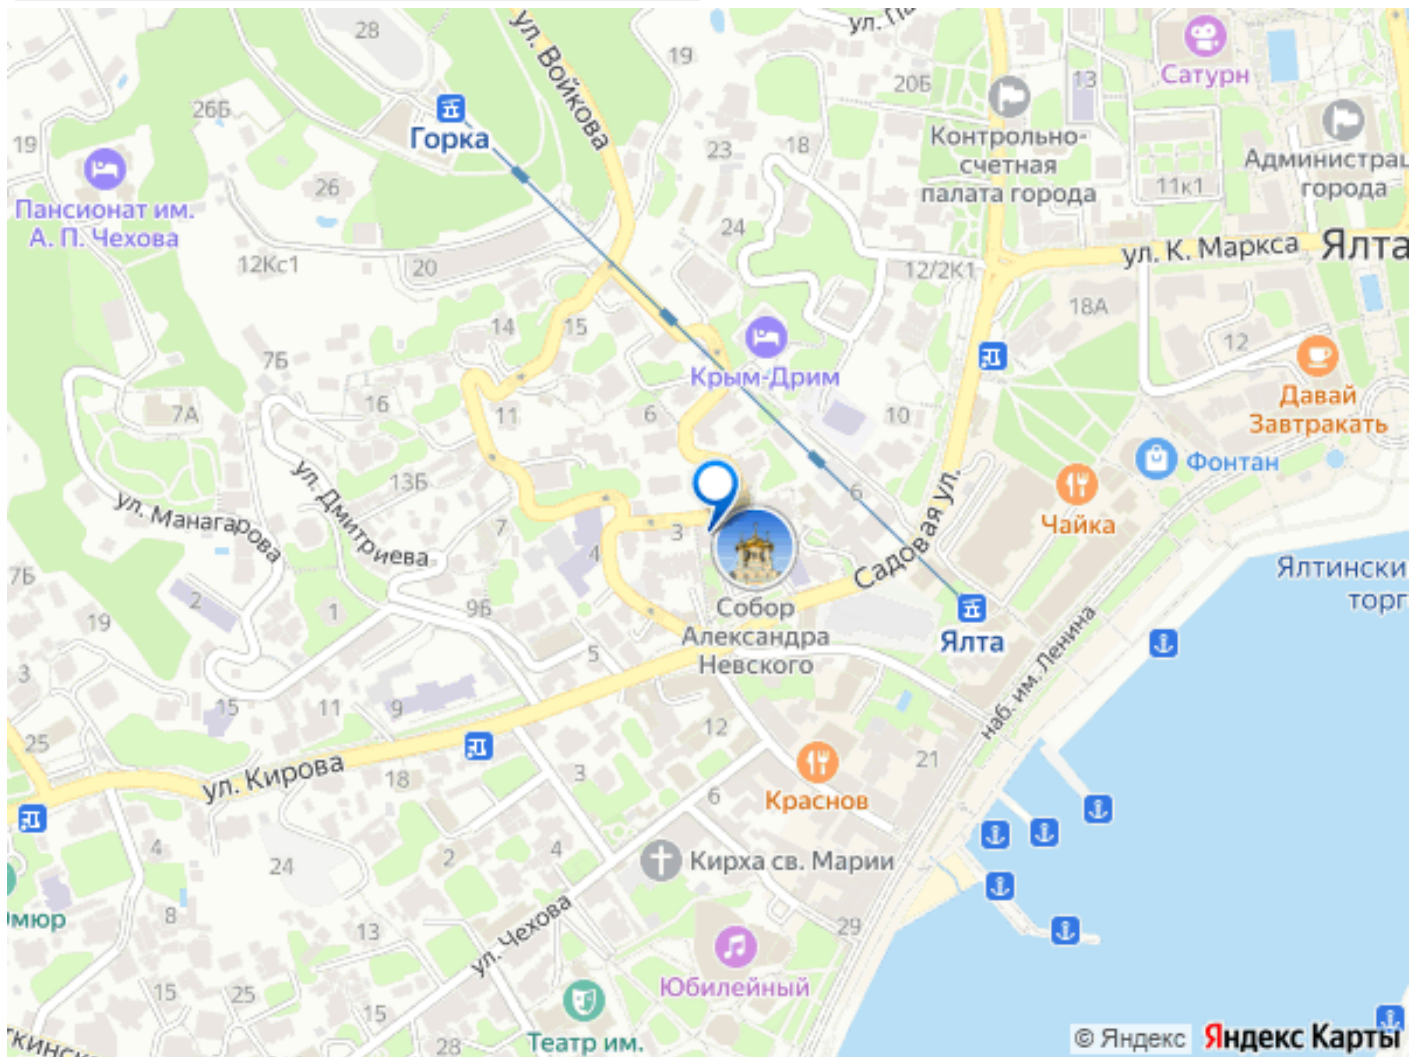 28
ул. Войкова
19
ул. Па
20Б
Сатурн
13
26Б
Горка
Контрольно-
счетная
палата города
Администрац
города
19
23
18
26
11к1
Пансионат им.
А. П. Чехова
24
ул. К. Маркса
Ялта
12Кс1
20
12/2К1
18А
14
15
12
7Б
Крым-Дрим
Давай
Завтракать
16
7А
11
6
10
Фонтан
ул. Дмитриева
13Б
6
ул. Манагарова
7
3
Чайка
4
Садовая ул.
7Б
Ялтински
торг
2
1
9Б
Собор
Александра
Невского
19
Ялта
наб. им. Ленина
3
5
15
11
9
12
25
21
ул. Кирова
18
3
6
Краснов
4
24
2
4
Кирха св. Марии
мюр
8
13
ул. Чехова
29
Юбилейный
15
25
15
Театр им.
28
ткинск
© Яндекс
Яндекс Карты